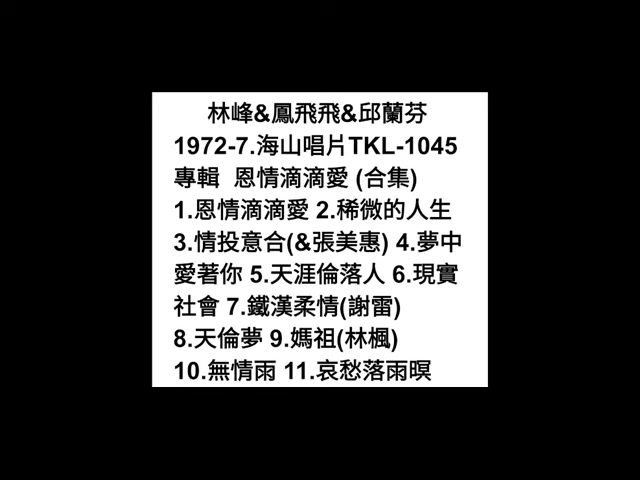 林峰&鳳飛飛&邱蘭芬
1972-7.海山唱片TKL-1045
專輯 恩情滴滴愛 (合集)
1.恩情滴滴愛 2.稀微的人生
3.情投意合(&張美惠) 4.夢中
愛著你 5.天涯倫落人 6.現實
社會 7.鐵漢柔情(謝雷)
8.天倫夢 9.媽祖(林楓)
10.無情雨 11.哀愁落雨暝